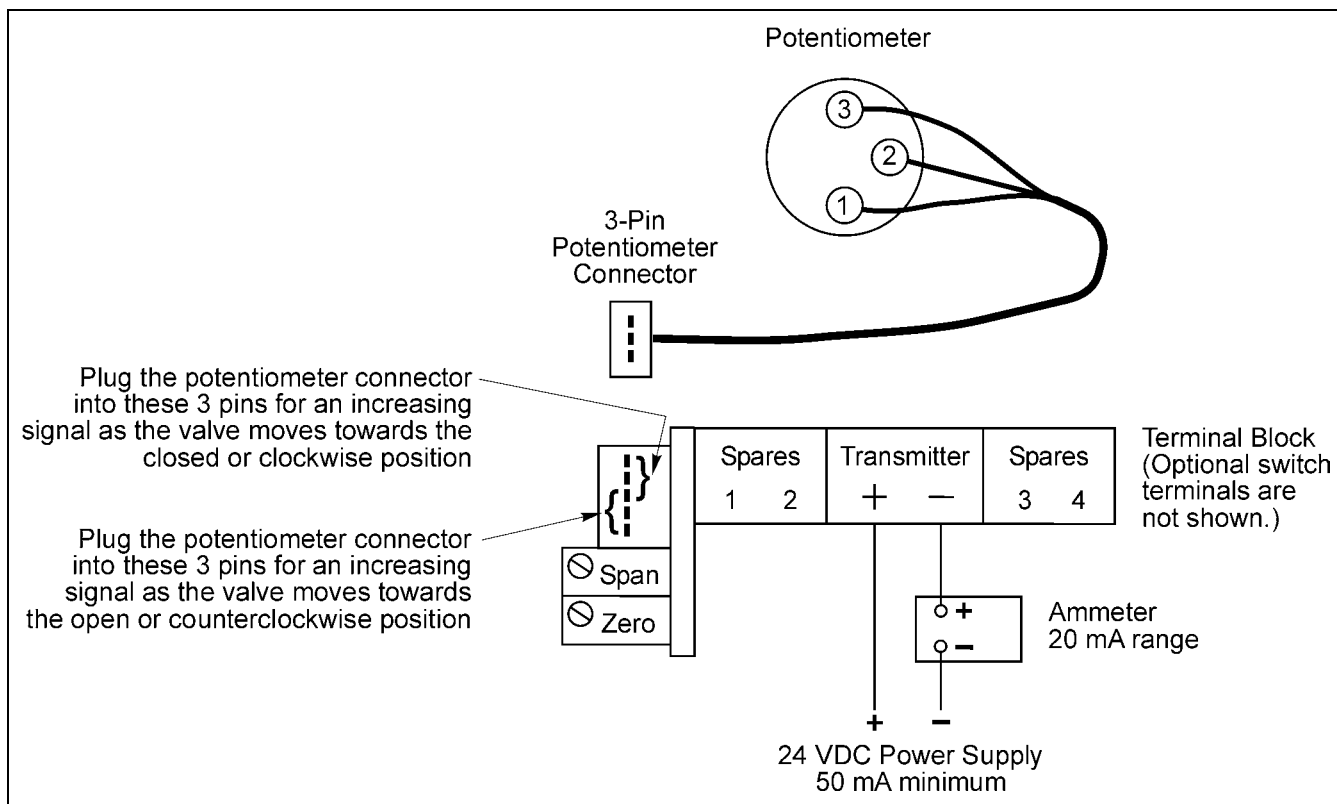 Potentiometer
3
2
1
3-Pin
Potentiometer
Connector
Plug the potentiometer connector
into these 3 pins for an increasing
signal as the valve moves towards the
closed or clockwise position
Plug the potentiometer connector
into these 3 pins for an increasing
signal as the valve moves towards
the open or counterclockwise position
Span
Zero
Spares
1 2
Transmitter
+ −
Spares
3 4
Terminal Block
(Optional switch
terminals are
not shown.)
+
−
Ammeter
20 mA range
+ −
24 VDC Power Supply
50 mA minimum